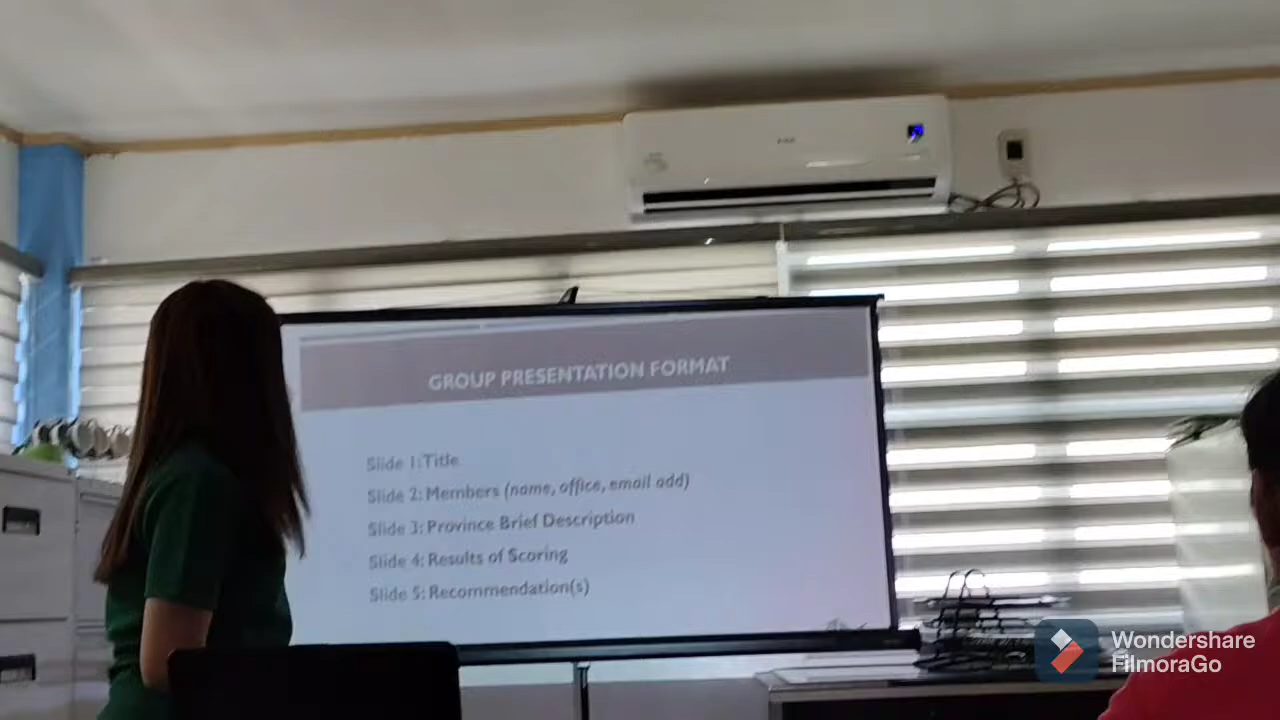 GROUP PRESENTATION FORMAT
Slide 1: Title
Slide 2: Members (name, office, email add)
Slide 3: Province Brief Description
Slide 4: Results of Scoring
Slide 5: Recommendation(s)
Wondershare
FilmoraGo